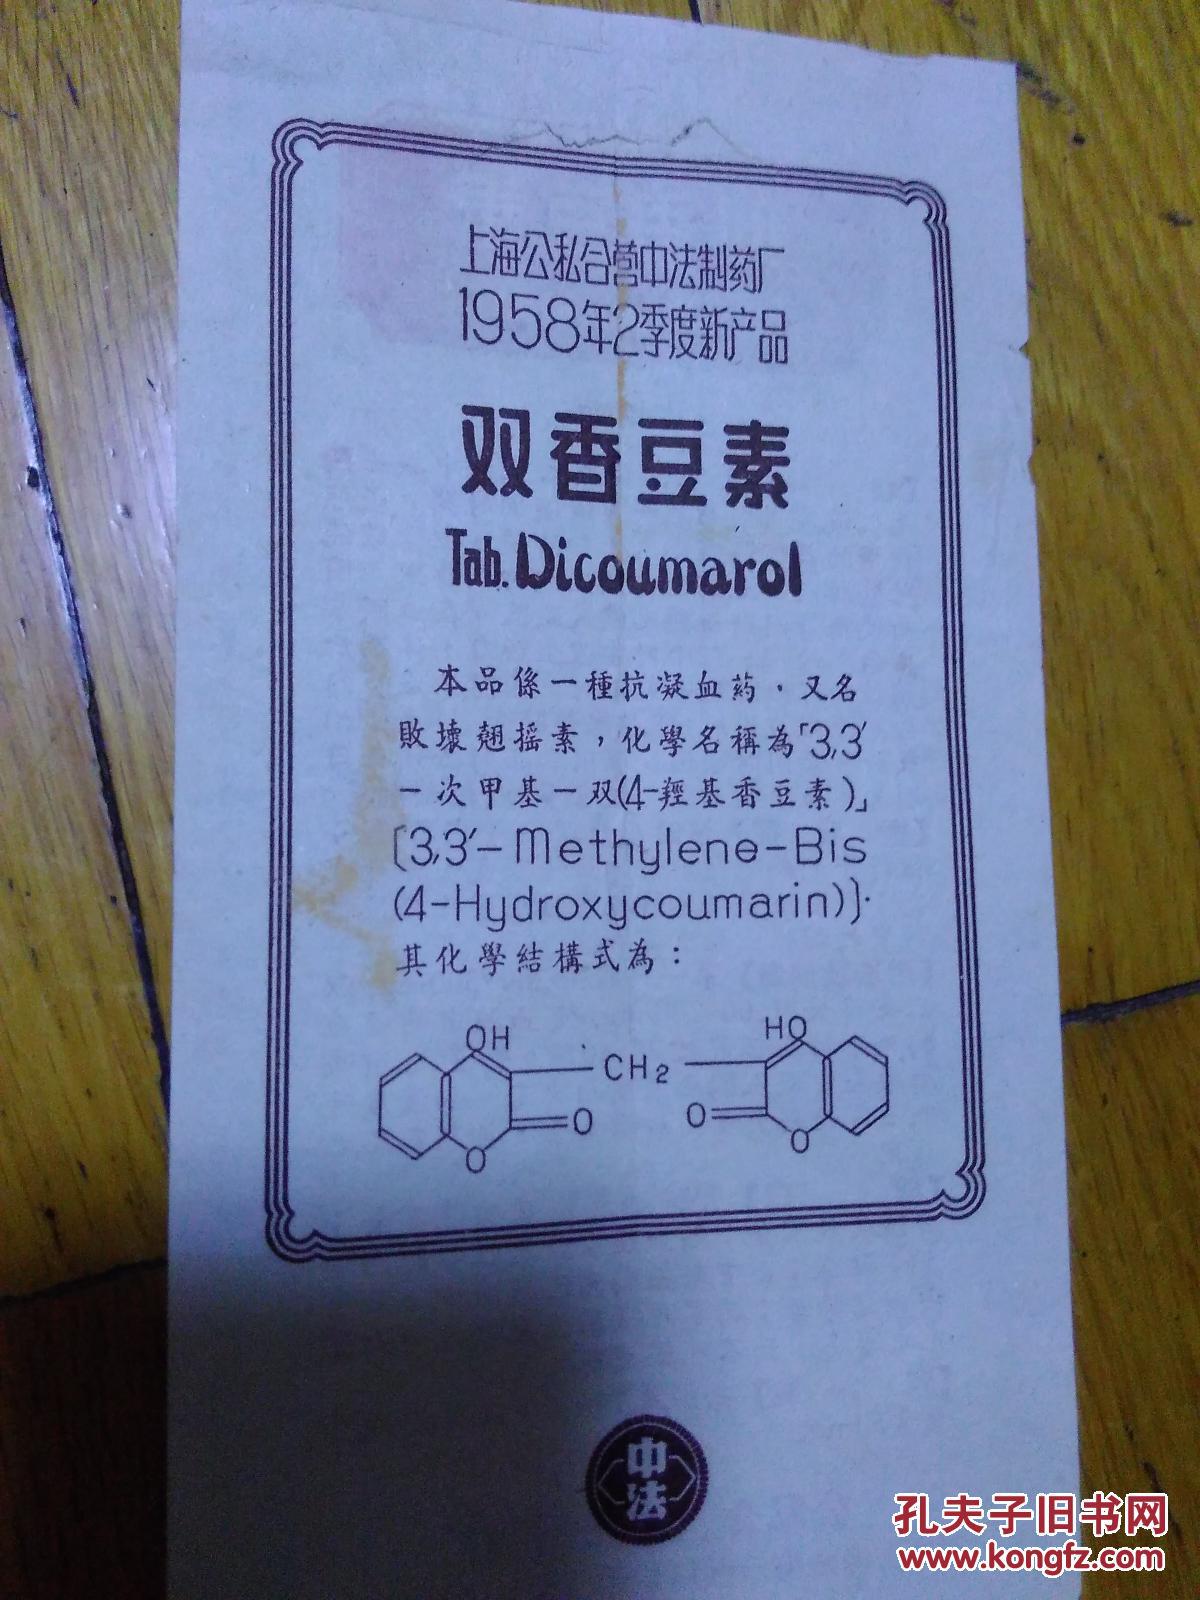 上海公私合营中法制药厂
1958年2季度新产品
双香豆素
Tab. Dicoumarol
本品係一種抗凝血药．又名
敗壞翹摇素，化學名稱為「3,3′
一次甲基一双(4-羥基香豆素)」
〔3,3′-Methylene-Bis
(4-Hydroxycoumarin)〕．
其化學結構式為：
OH HO
CH2
O O
O O
中
法
孔夫子旧书网
www.kongfz.com